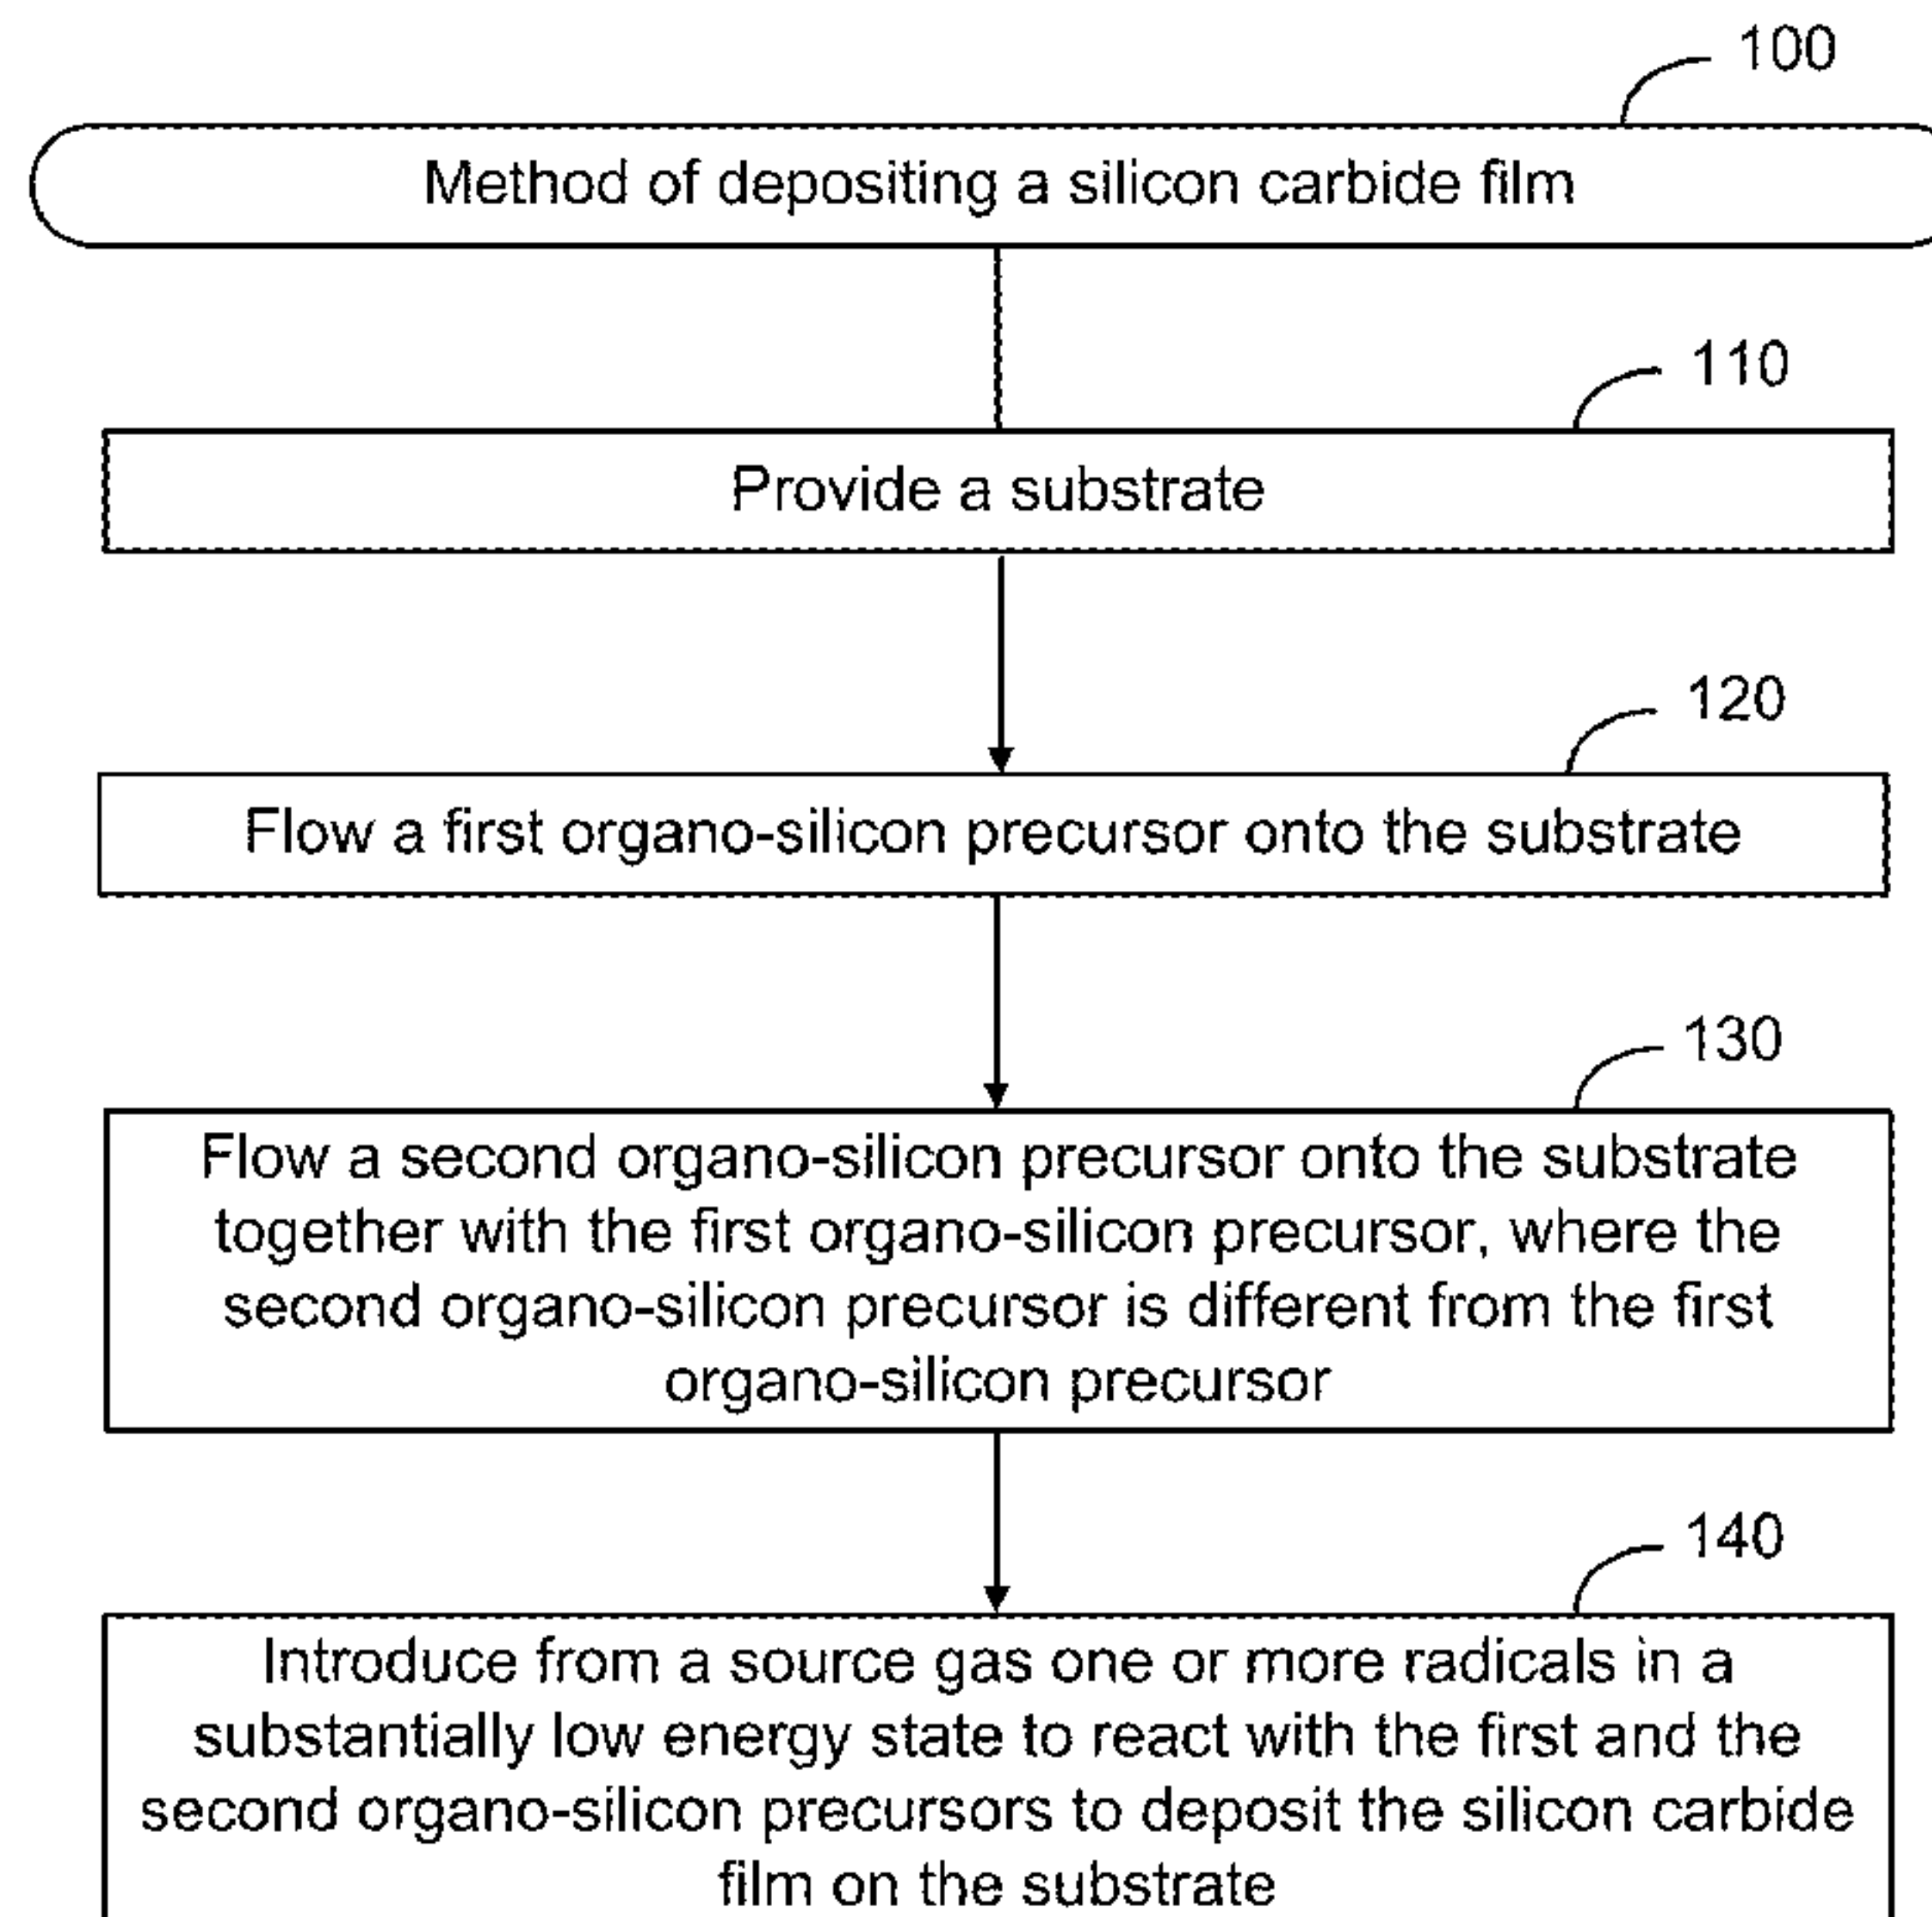 100
Method of depositing a silicon carbide film
110
Provide a substrate
120
Flow a first organo-silicon precursor onto the substrate
130
Flow a second organo-silicon precursor onto the substrate
together with the first organo-silicon precursor, where the
second organo-silicon precursor is different from the first
organo-silicon precursor
140
Introduce from a source gas one or more radicals in a
substantially low energy state to react with the first and the
second organo-silicon precursors to deposit the silicon carbide
film on the substrate